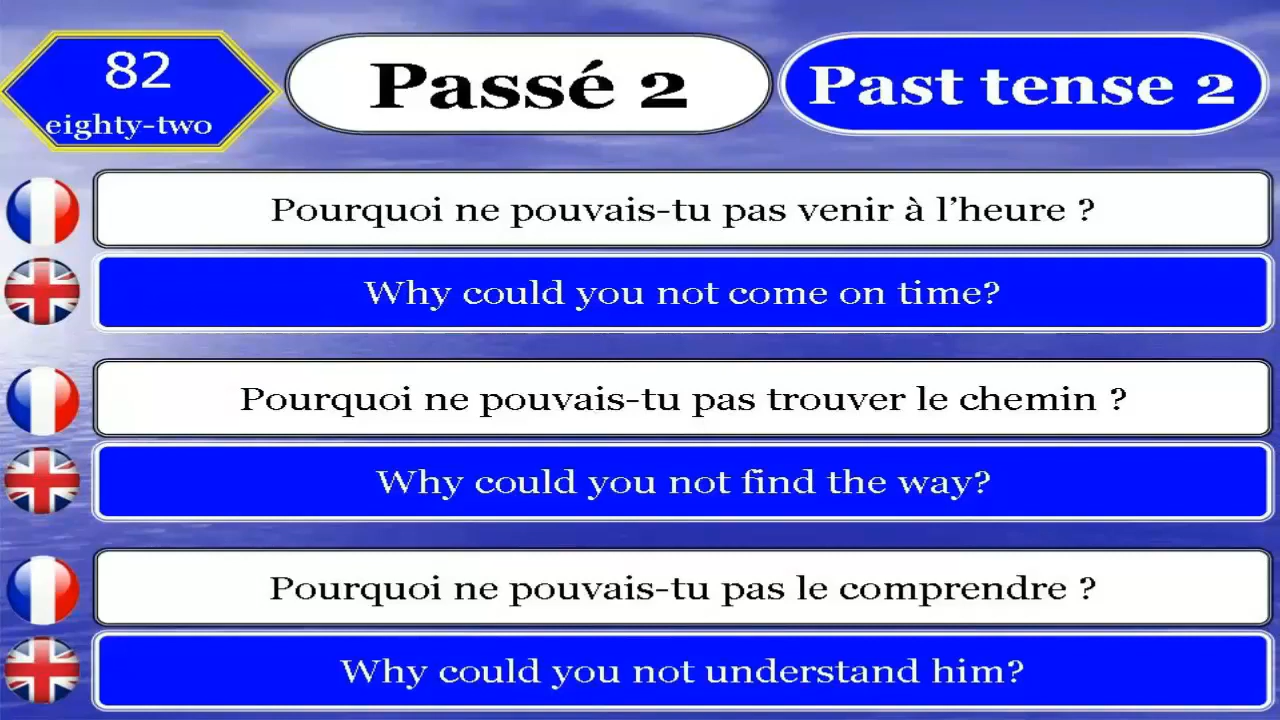 82
eighty-two
Passé 2
Past tense 2
Pourquoi ne pouvais-tu pas venir à l’heure ?
Why could you not come on time?
Pourquoi ne pouvais-tu pas trouver le chemin ?
Why could you not find the way?
Pourquoi ne pouvais-tu pas le comprendre ?
Why could you not understand him?